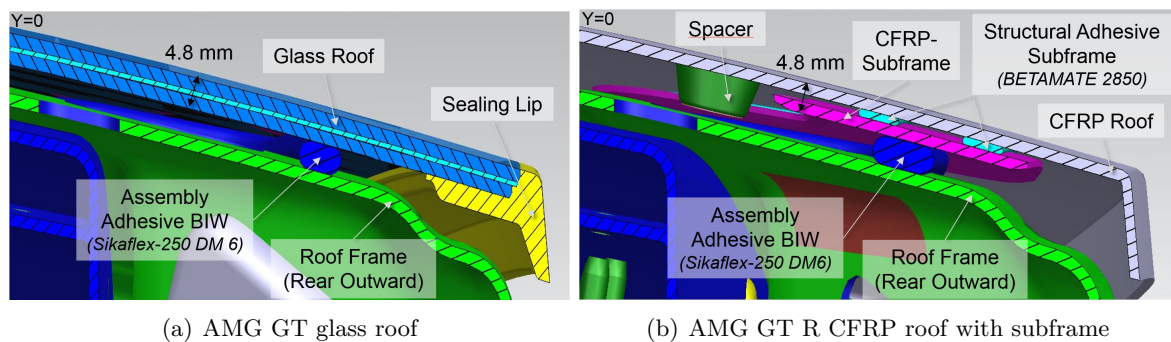 Y=0
4.8 mm
Glass Roof
Sealing Lip
Assembly
Adhesive BIW
(Sikaflex-250 DM 6)
Roof Frame
(Rear Outward)
(a) AMG GT glass roof
Y=0
Spacer
4.8 mm
CFRP-
Subframe
Structural Adhesive
Subframe
(BETAMATE 2850)
CFRP Roof
Assembly
Adhesive BIW
(Sikaflex-250 DM6)
Roof Frame
(Rear Outward)
(b) AMG GT R CFRP roof with subframe